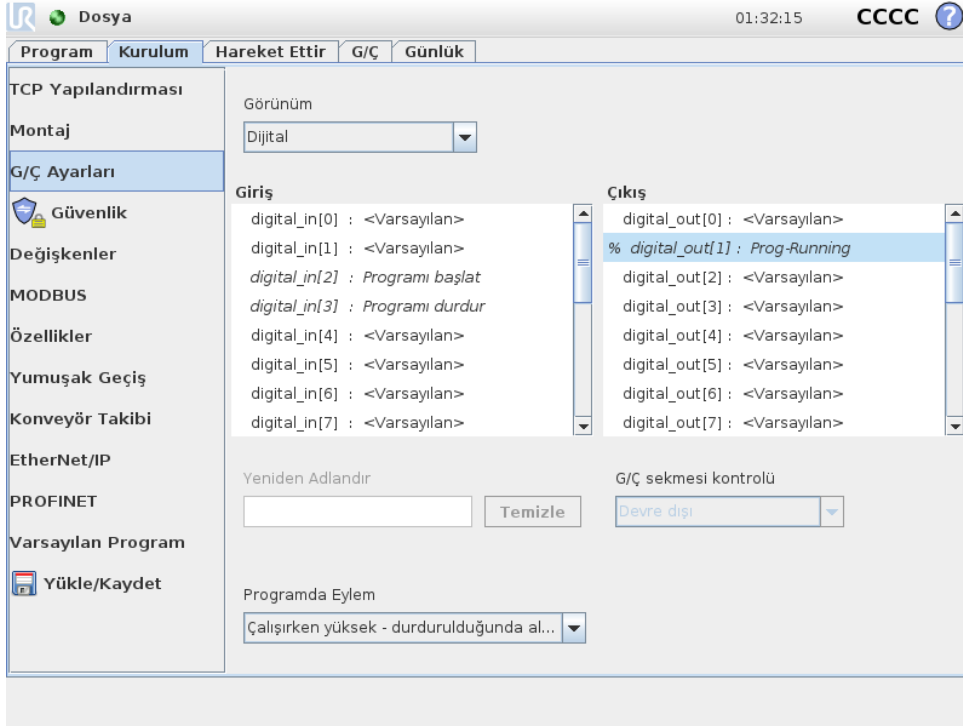 UR Dosya 01:32:15 CCCC ?
Program Kurulum Hareket Ettir G/Ç Günlük
TCP Yapılandırması
Montaj
G/Ç Ayarları
Güvenlik
Değişkenler
MODBUS
Özellikler
Yumuşak Geçiş
Konveyör Takibi
EtherNet/IP
PROFINET
Varsayılan Program
Yükle/Kaydet
Görünüm
Dijital
Giriş
digital_in[0] : <Varsayılan>
digital_in[1] : <Varsayılan>
digital_in[2] : Programı başlat
digital_in[3] : Programı durdur
digital_in[4] : <Varsayılan>
digital_in[5] : <Varsayılan>
digital_in[6] : <Varsayılan>
digital_in[7] : <Varsayılan>
Çıkış
digital_out[0] : <Varsayılan>
% digital_out[1] : Prog-Running
digital_out[2] : <Varsayılan>
digital_out[3] : <Varsayılan>
digital_out[4] : <Varsayılan>
digital_out[5] : <Varsayılan>
digital_out[6] : <Varsayılan>
digital_out[7] : <Varsayılan>
Yeniden Adlandır
Temizle
G/Ç sekmesi kontrolü
Devre dışı
Programda Eylem
Çalışırken yüksek - durdurulduğunda al...